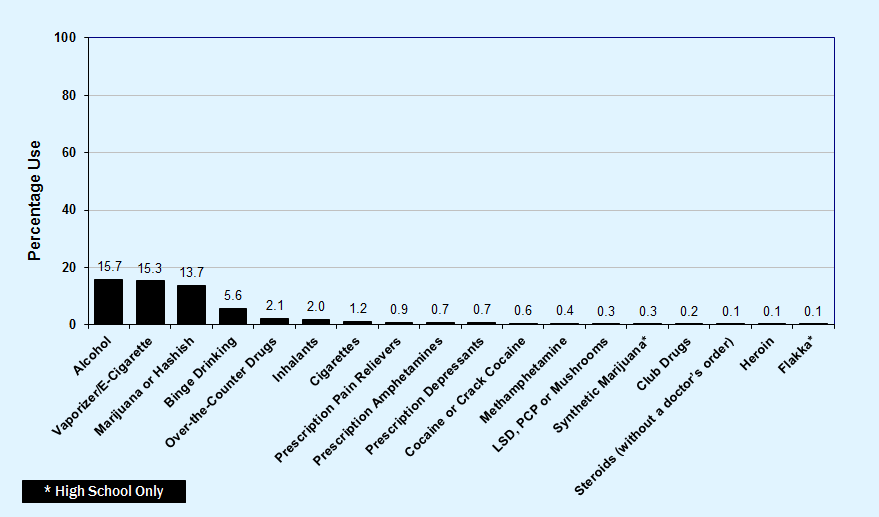 100
80
60
40
20
0
Percentage Use
15.7
15.3
13.7
5.6
2.1
2.0
1.2
0.9
0.7
0.7
0.6
0.4
0.3
0.3
0.2
0.1
0.1
0.1
Alcohol
Vaporizer/E-Cigarette
Marijuana or Hashish
Binge Drinking
Over-the-Counter Drugs
Inhalants
Cigarettes
Prescription Pain Relievers
Prescription Amphetamines
Prescription Depressants
Cocaine or Crack Cocaine
Methamphetamine
LSD, PCP or Mushrooms
Synthetic Marijuana*
Club Drugs
Steroids (without a doctor's order)
Heroin
Flakka*
* High School Only